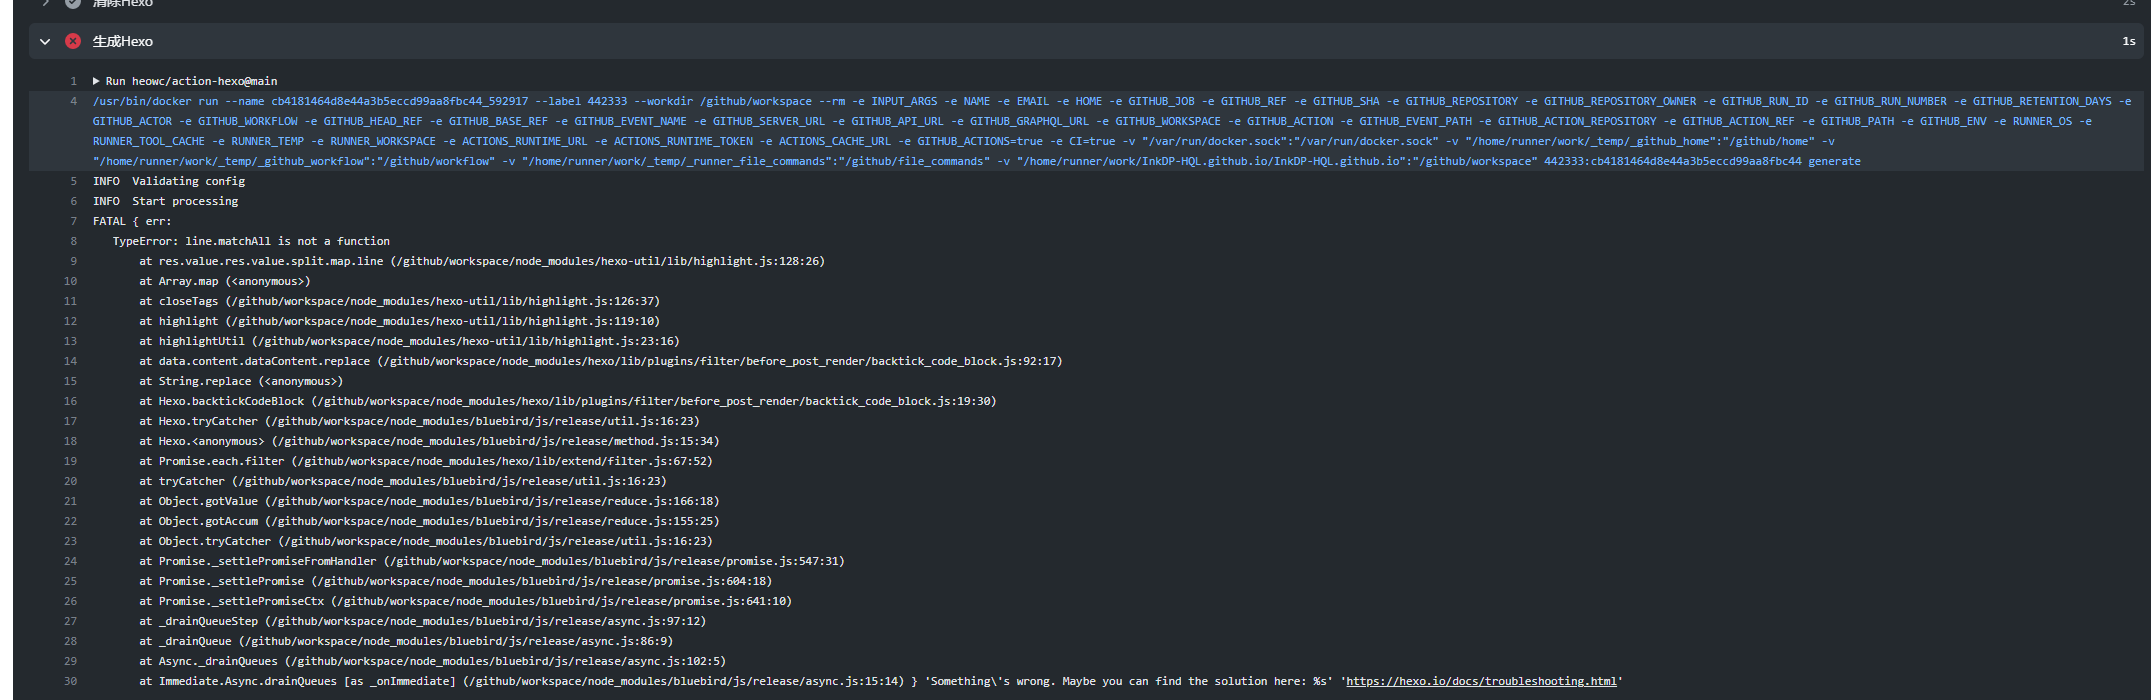 清除Hexo
2s
生成Hexo
1s
1 ▶ Run heowc/action-hexo@main
4 /usr/bin/docker run --name cb4181464d8e44a3b5eccd99aa8fbc44_592917 --label 442333 --workdir /github/workspace --rm -e INPUT_ARGS -e NAME -e EMAIL -e HOME -e GITHUB_JOB -e GITHUB_REF -e GITHUB_SHA -e GITHUB_REPOSITORY -e GITHUB_REPOSITORY_OWNER -e GITHUB_RUN_ID -e GITHUB_RUN_NUMBER -e GITHUB_RETENTION_DAYS -e
GITHUB_ACTOR -e GITHUB_WORKFLOW -e GITHUB_HEAD_REF -e GITHUB_BASE_REF -e GITHUB_EVENT_NAME -e GITHUB_SERVER_URL -e GITHUB_API_URL -e GITHUB_GRAPHQL_URL -e GITHUB_WORKSPACE -e GITHUB_ACTION -e GITHUB_EVENT_PATH -e GITHUB_ACTION_REPOSITORY -e GITHUB_ACTION_REF -e GITHUB_PATH -e GITHUB_ENV -e RUNNER_OS -e
RUNNER_TOOL_CACHE -e RUNNER_TEMP -e RUNNER_WORKSPACE -e ACTIONS_RUNTIME_URL -e ACTIONS_RUNTIME_TOKEN -e ACTIONS_CACHE_URL -e GITHUB_ACTIONS=true -e CI=true -v "/var/run/docker.sock":"/var/run/docker.sock" -v "/home/runner/work/_temp/_github_home":"/github/home" -v
"/home/runner/work/_temp/_github_workflow":"/github/workflow" -v "/home/runner/work/_temp/_runner_file_commands":"/github/file_commands" -v "/home/runner/work/InkDP-HQL.github.io/InkDP-HQL.github.io":"/github/workspace" 442333:cb4181464d8e44a3b5eccd99aa8fbc44 generate
5 INFO Validating config
6 INFO Start processing
7 FATAL { err:
8 TypeError: line.matchAll is not a function
9 at res.value.res.value.split.map.line (/github/workspace/node_modules/hexo-util/lib/highlight.js:128:26)
10 at Array.map (<anonymous>)
11 at closeTags (/github/workspace/node_modules/hexo-util/lib/highlight.js:126:37)
12 at highlight (/github/workspace/node_modules/hexo-util/lib/highlight.js:119:10)
13 at highlightUtil (/github/workspace/node_modules/hexo-util/lib/highlight.js:23:16)
14 at data.content.dataContent.replace (/github/workspace/node_modules/hexo/lib/plugins/filter/before_post_render/backtick_code_block.js:92:17)
15 at String.replace (<anonymous>)
16 at Hexo.backtickCodeBlock (/github/workspace/node_modules/hexo/lib/plugins/filter/before_post_render/backtick_code_block.js:19:30)
17 at Hexo.tryCatcher (/github/workspace/node_modules/bluebird/js/release/util.js:16:23)
18 at Hexo.<anonymous> (/github/workspace/node_modules/bluebird/js/release/method.js:15:34)
19 at Promise.each.filter (/github/workspace/node_modules/hexo/lib/extend/filter.js:67:52)
20 at tryCatcher (/github/workspace/node_modules/bluebird/js/release/util.js:16:23)
21 at Object.gotValue (/github/workspace/node_modules/bluebird/js/release/reduce.js:166:18)
22 at Object.gotAccum (/github/workspace/node_modules/bluebird/js/release/reduce.js:155:25)
23 at Object.tryCatcher (/github/workspace/node_modules/bluebird/js/release/util.js:16:23)
24 at Promise._settlePromiseFromHandler (/github/workspace/node_modules/bluebird/js/release/promise.js:547:31)
25 at Promise._settlePromise (/github/workspace/node_modules/bluebird/js/release/promise.js:604:18)
26 at Promise._settlePromiseCtx (/github/workspace/node_modules/bluebird/js/release/promise.js:641:10)
27 at _drainQueueStep (/github/workspace/node_modules/bluebird/js/release/async.js:97:12)
28 at _drainQueue (/github/workspace/node_modules/bluebird/js/release/async.js:86:9)
29 at Async._drainQueues (/github/workspace/node_modules/bluebird/js/release/async.js:102:5)
30 at Immediate.Async.drainQueues [as _onImmediate] (/github/workspace/node_modules/bluebird/js/release/async.js:15:14) } 'Something\'s wrong. Maybe you can find the solution here: %s' 'https://hexo.io/docs/troubleshooting.html'